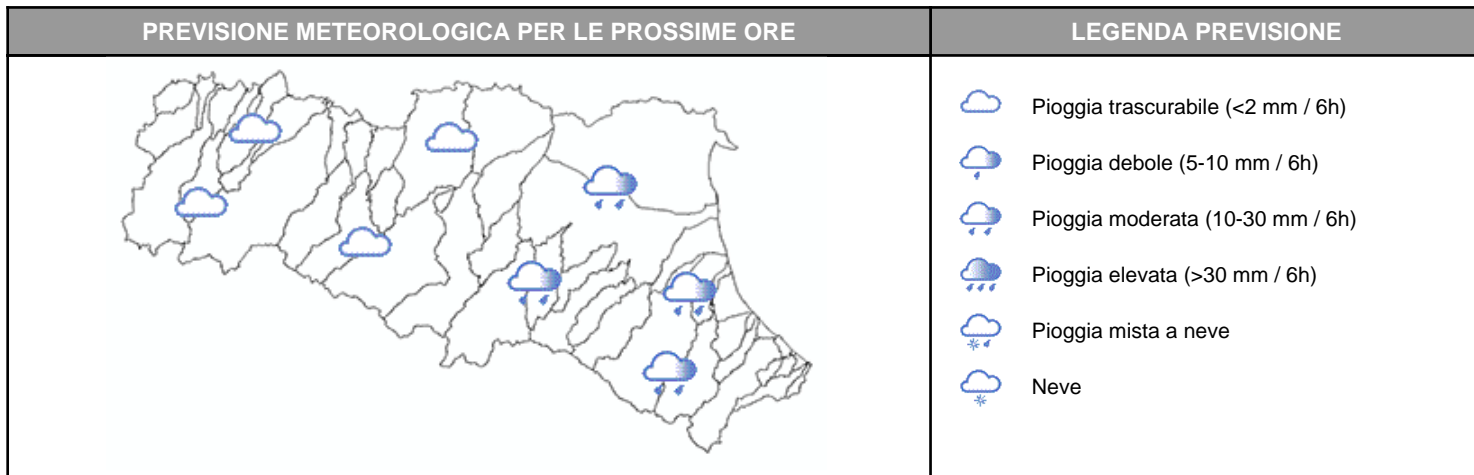 PREVISIONE METEOROLOGICA PER LE PROSSIME ORE
LEGENDA PREVISIONE
Pioggia trascurabile (<2 mm / 6h)
Pioggia debole (5-10 mm / 6h)
Pioggia moderata (10-30 mm / 6h)
Pioggia elevata (>30 mm / 6h)
Pioggia mista a neve
Neve